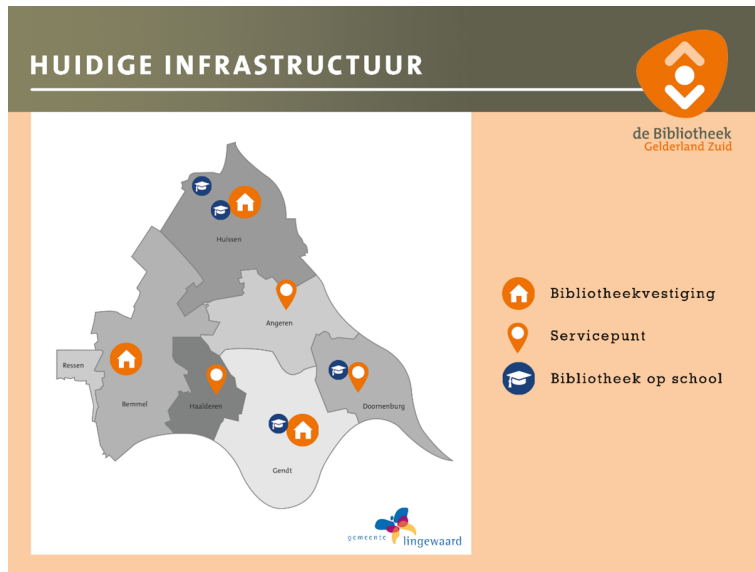 HUIDIGE INFRASTRUCTUUR
de Bibliotheek
Gelderland Zuid
Huissen
Angeren
Ressen
Bemmel
Haalderen
Doornenburg
Gendt
Bibliotheekvestiging
Servicepunt
Bibliotheek op school
gemeente lingewaard